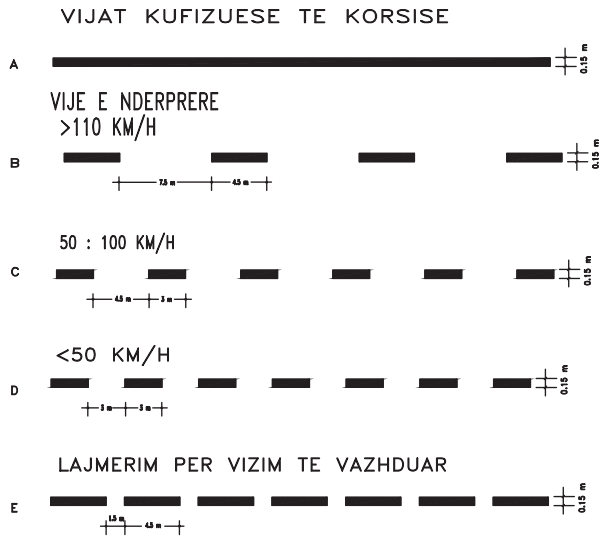 VIJAT KUFIZUESE TE KORSISE
A
0.15 m
VIJE E NDERPRERE
>110 KM/H
B
7.5 m
4.5 m
0.15 m
50 : 100 KM/H
C
4.5 m
3 m
0.15 m
<50 KM/H
D
3 m
3 m
0.15 m
LAJMERIM PER VIZIM TE VAZHDUAR
E
1.5 m
4.5 m
0.15 m